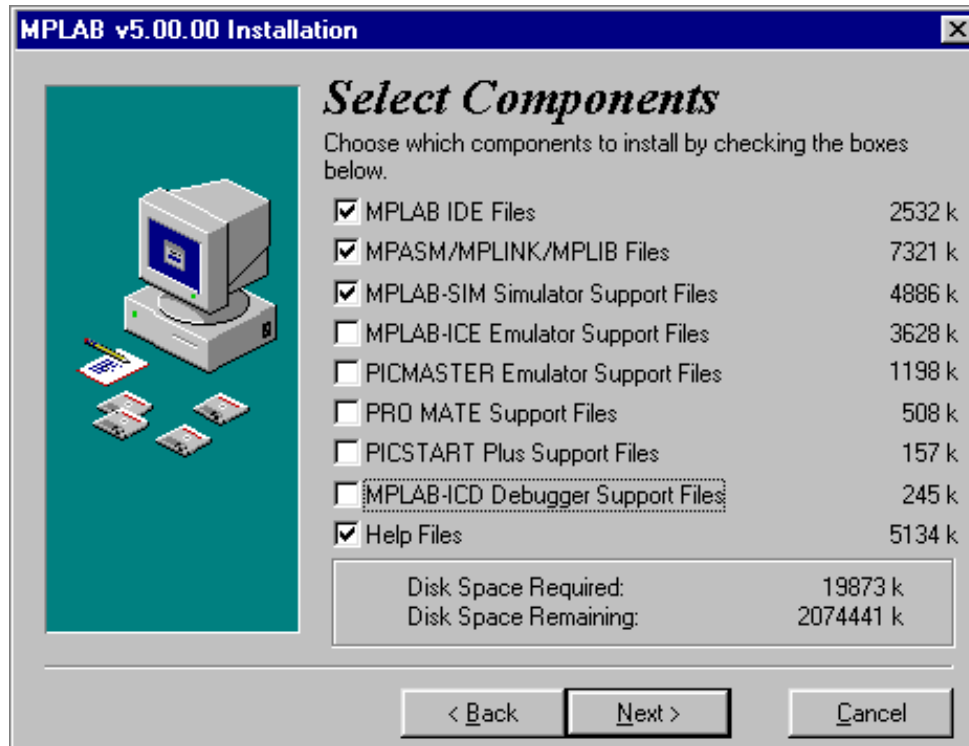 MPLAB v5.00.00 Installation
Select Components
Choose which components to install by checking the boxes
below.
MPLAB IDE Files 2532 k
MPASM/MPLINK/MPLIB Files 7321 k
MPLAB-SIM Simulator Support Files 4886 k
MPLAB-ICE Emulator Support Files 3628 k
PICMASTER Emulator Support Files 1198 k
PRO MATE Support Files 508 k
PICSTART Plus Support Files 157 k
MPLAB-ICD Debugger Support Files 245 k
Help Files 5134 k
Disk Space Required: 19873 k
Disk Space Remaining: 2074441 k
< Back Next > Cancel